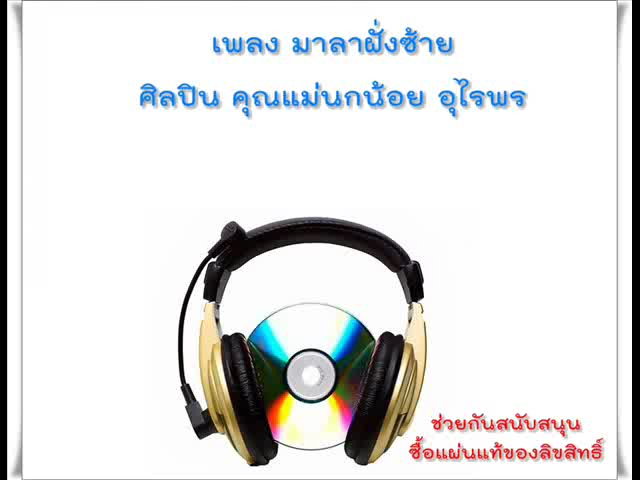 เพลง มาลาฝั่งซ้าย
ศิลปิน คุณแม่นกน้อย อุไรพร
ช่วยกันสนับสนุน
ซื้อแผ่นแท้ของลิขสิทธิ์